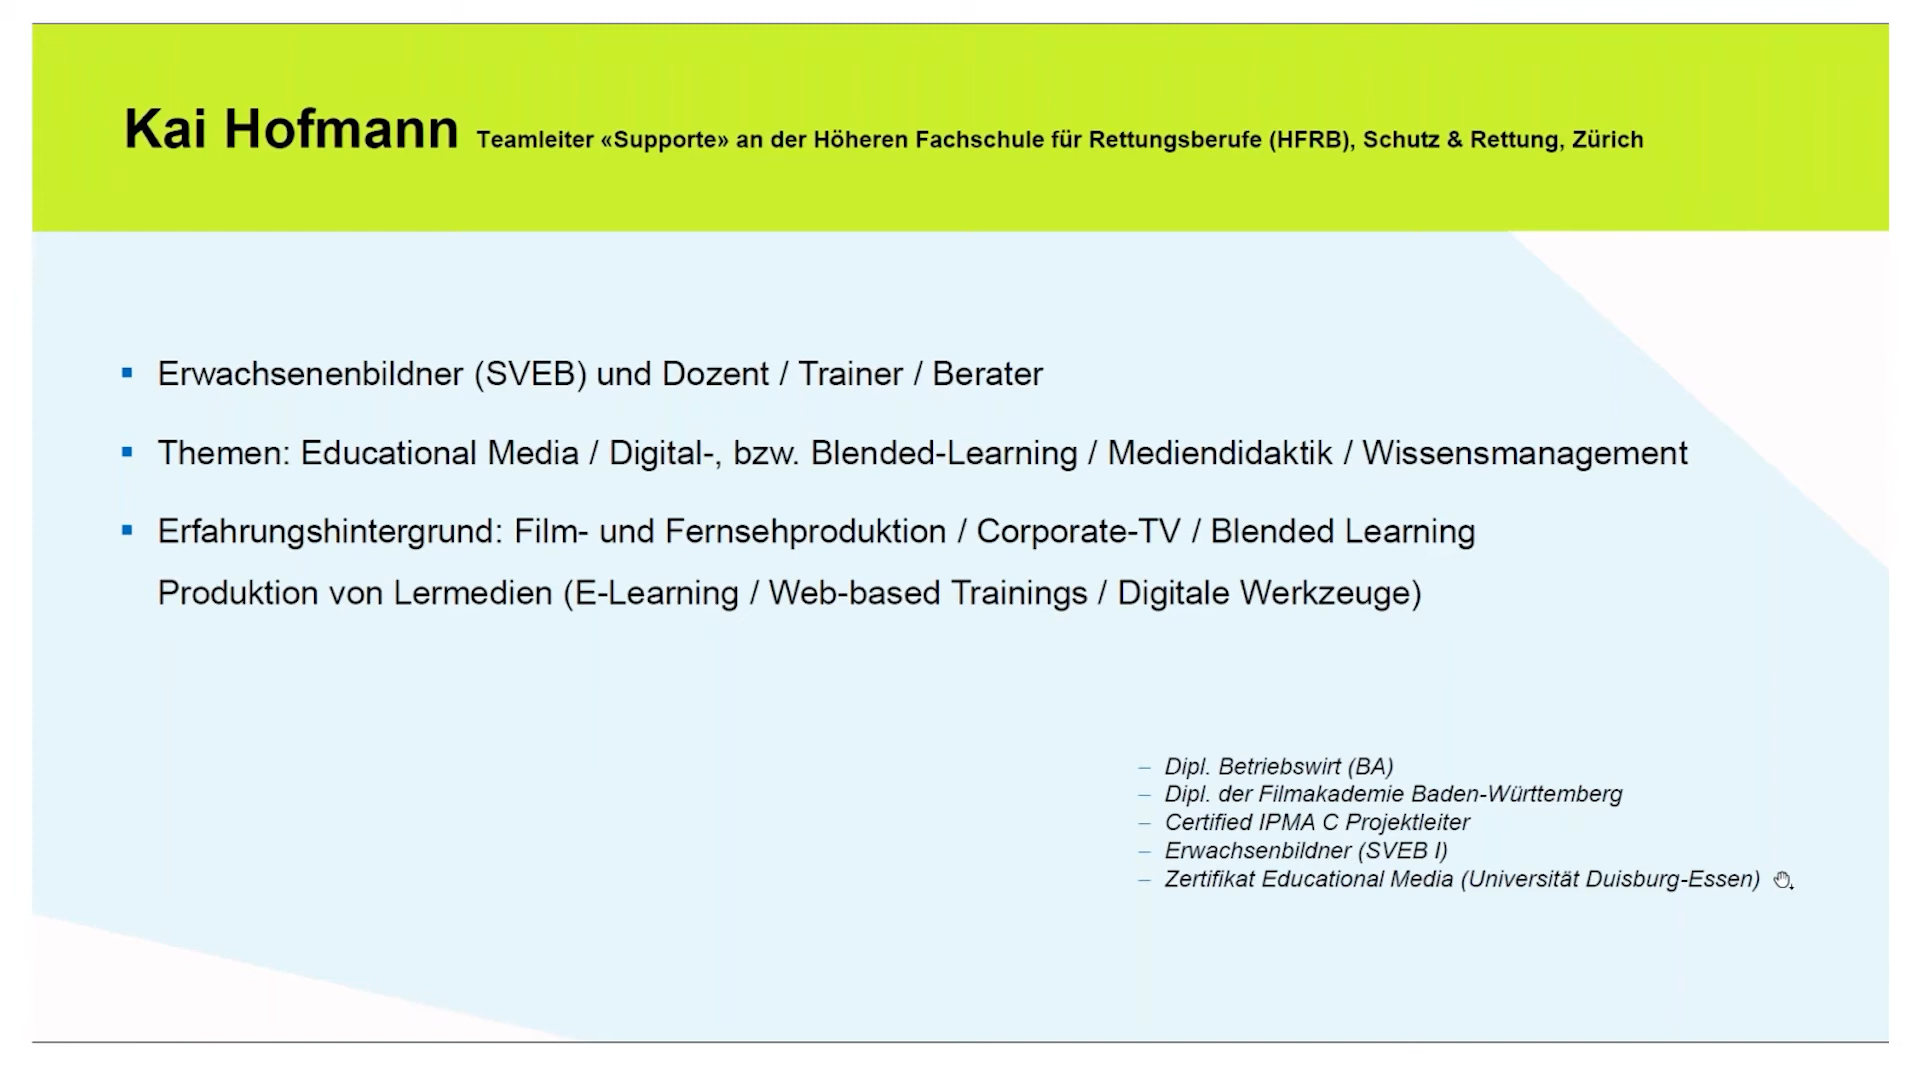 Kai Hofmann Teamleiter «Supporte» an der Höheren Fachschule für Rettungsberufe (HFRB), Schutz & Rettung, Zürich
▪ Erwachsenenbildner (SVEB) und Dozent / Trainer / Berater
▪ Themen: Educational Media / Digital-, bzw. Blended-Learning / Mediendidaktik / Wissensmanagement
▪ Erfahrungshintergrund: Film- und Fernsehproduktion / Corporate-TV / Blended Learning
Produktion von Lermedien (E-Learning / Web-based Trainings / Digitale Werkzeuge)
– Dipl. Betriebswirt (BA)
– Dipl. der Filmakademie Baden-Württemberg
– Certified IPMA C Projektleiter
– Erwachsenbildner (SVEB I)
– Zertifikat Educational Media (Universität Duisburg-Essen)